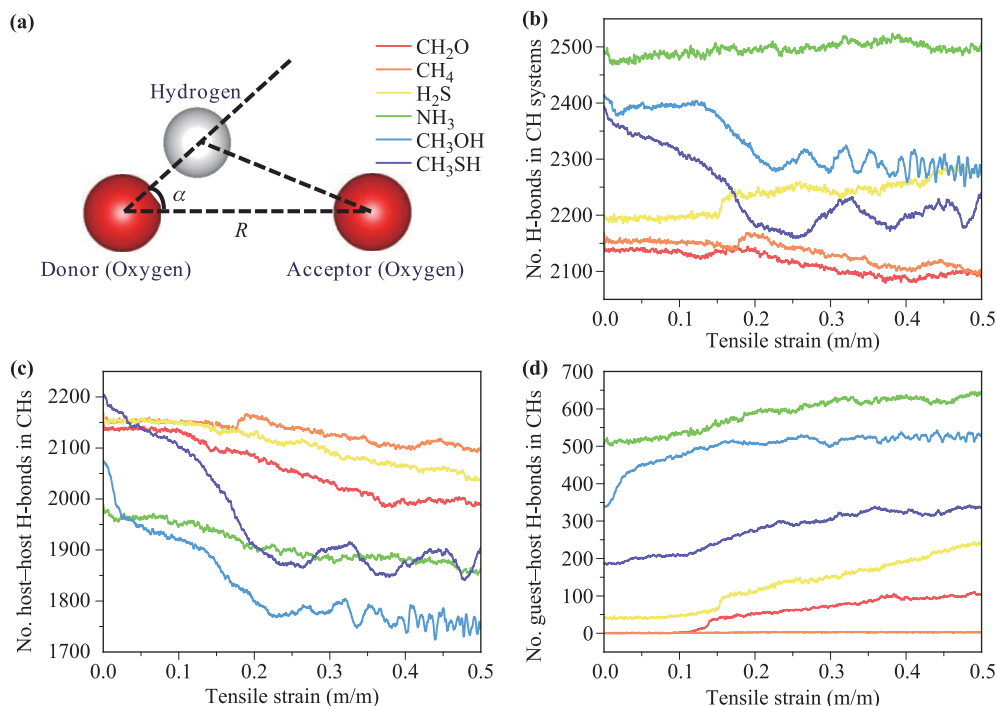 (a)
Hydrogen
α
R
Donor (Oxygen)
Acceptor (Oxygen)
CH2O
CH4
H2S
NH3
CH3OH
CH3SH
(b)
No. H-bonds in CH systems
2500
2400
2300
2200
2100
0.0 0.1 0.2 0.3 0.4 0.5
Tensile strain (m/m)
(c)
No. host–host H-bonds in CHs
2200
2100
2000
1900
1800
1700
0.0 0.1 0.2 0.3 0.4 0.5
Tensile strain (m/m)
(d)
No. guest–host H-bonds in CHs
700
600
500
400
300
200
100
0
0.0 0.1 0.2 0.3 0.4 0.5
Tensile strain (m/m)